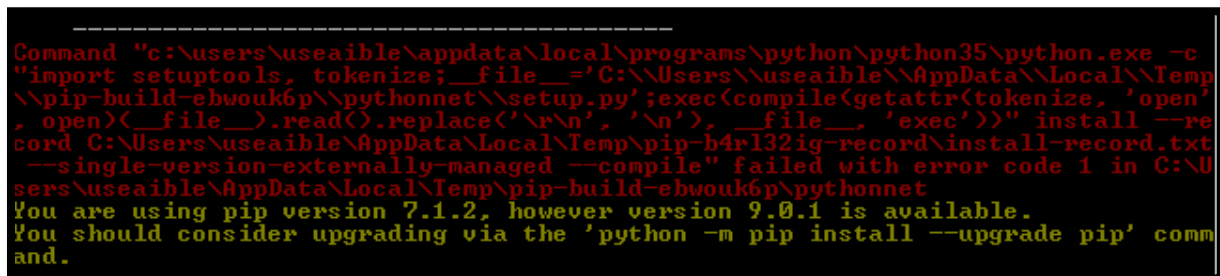 ----------------------------------------
Command "c:\users\useaible\appdata\local\programs\python\python35\python.exe -c
"import setuptools, tokenize;__file__='C:\\Users\\useaible\\AppData\\Local\\Temp
\\pip-build-ebwouk6p\\pythonnet\\setup.py';exec(compile(getattr(tokenize, 'open'
, open)(__file__).read().replace('\r\n', '\n'), __file__, 'exec'))" install --re
cord C:\Users\useaible\AppData\Local\Temp\pip-b4rl32ig-record\install-record.txt
--single-version-externally-managed --compile" failed with error code 1 in C:\U
sers\useaible\AppData\Local\Temp\pip-build-ebwouk6p\pythonnet
You are using pip version 7.1.2, however version 9.0.1 is available.
You should consider upgrading via the 'python -m pip install --upgrade pip' comm
and.